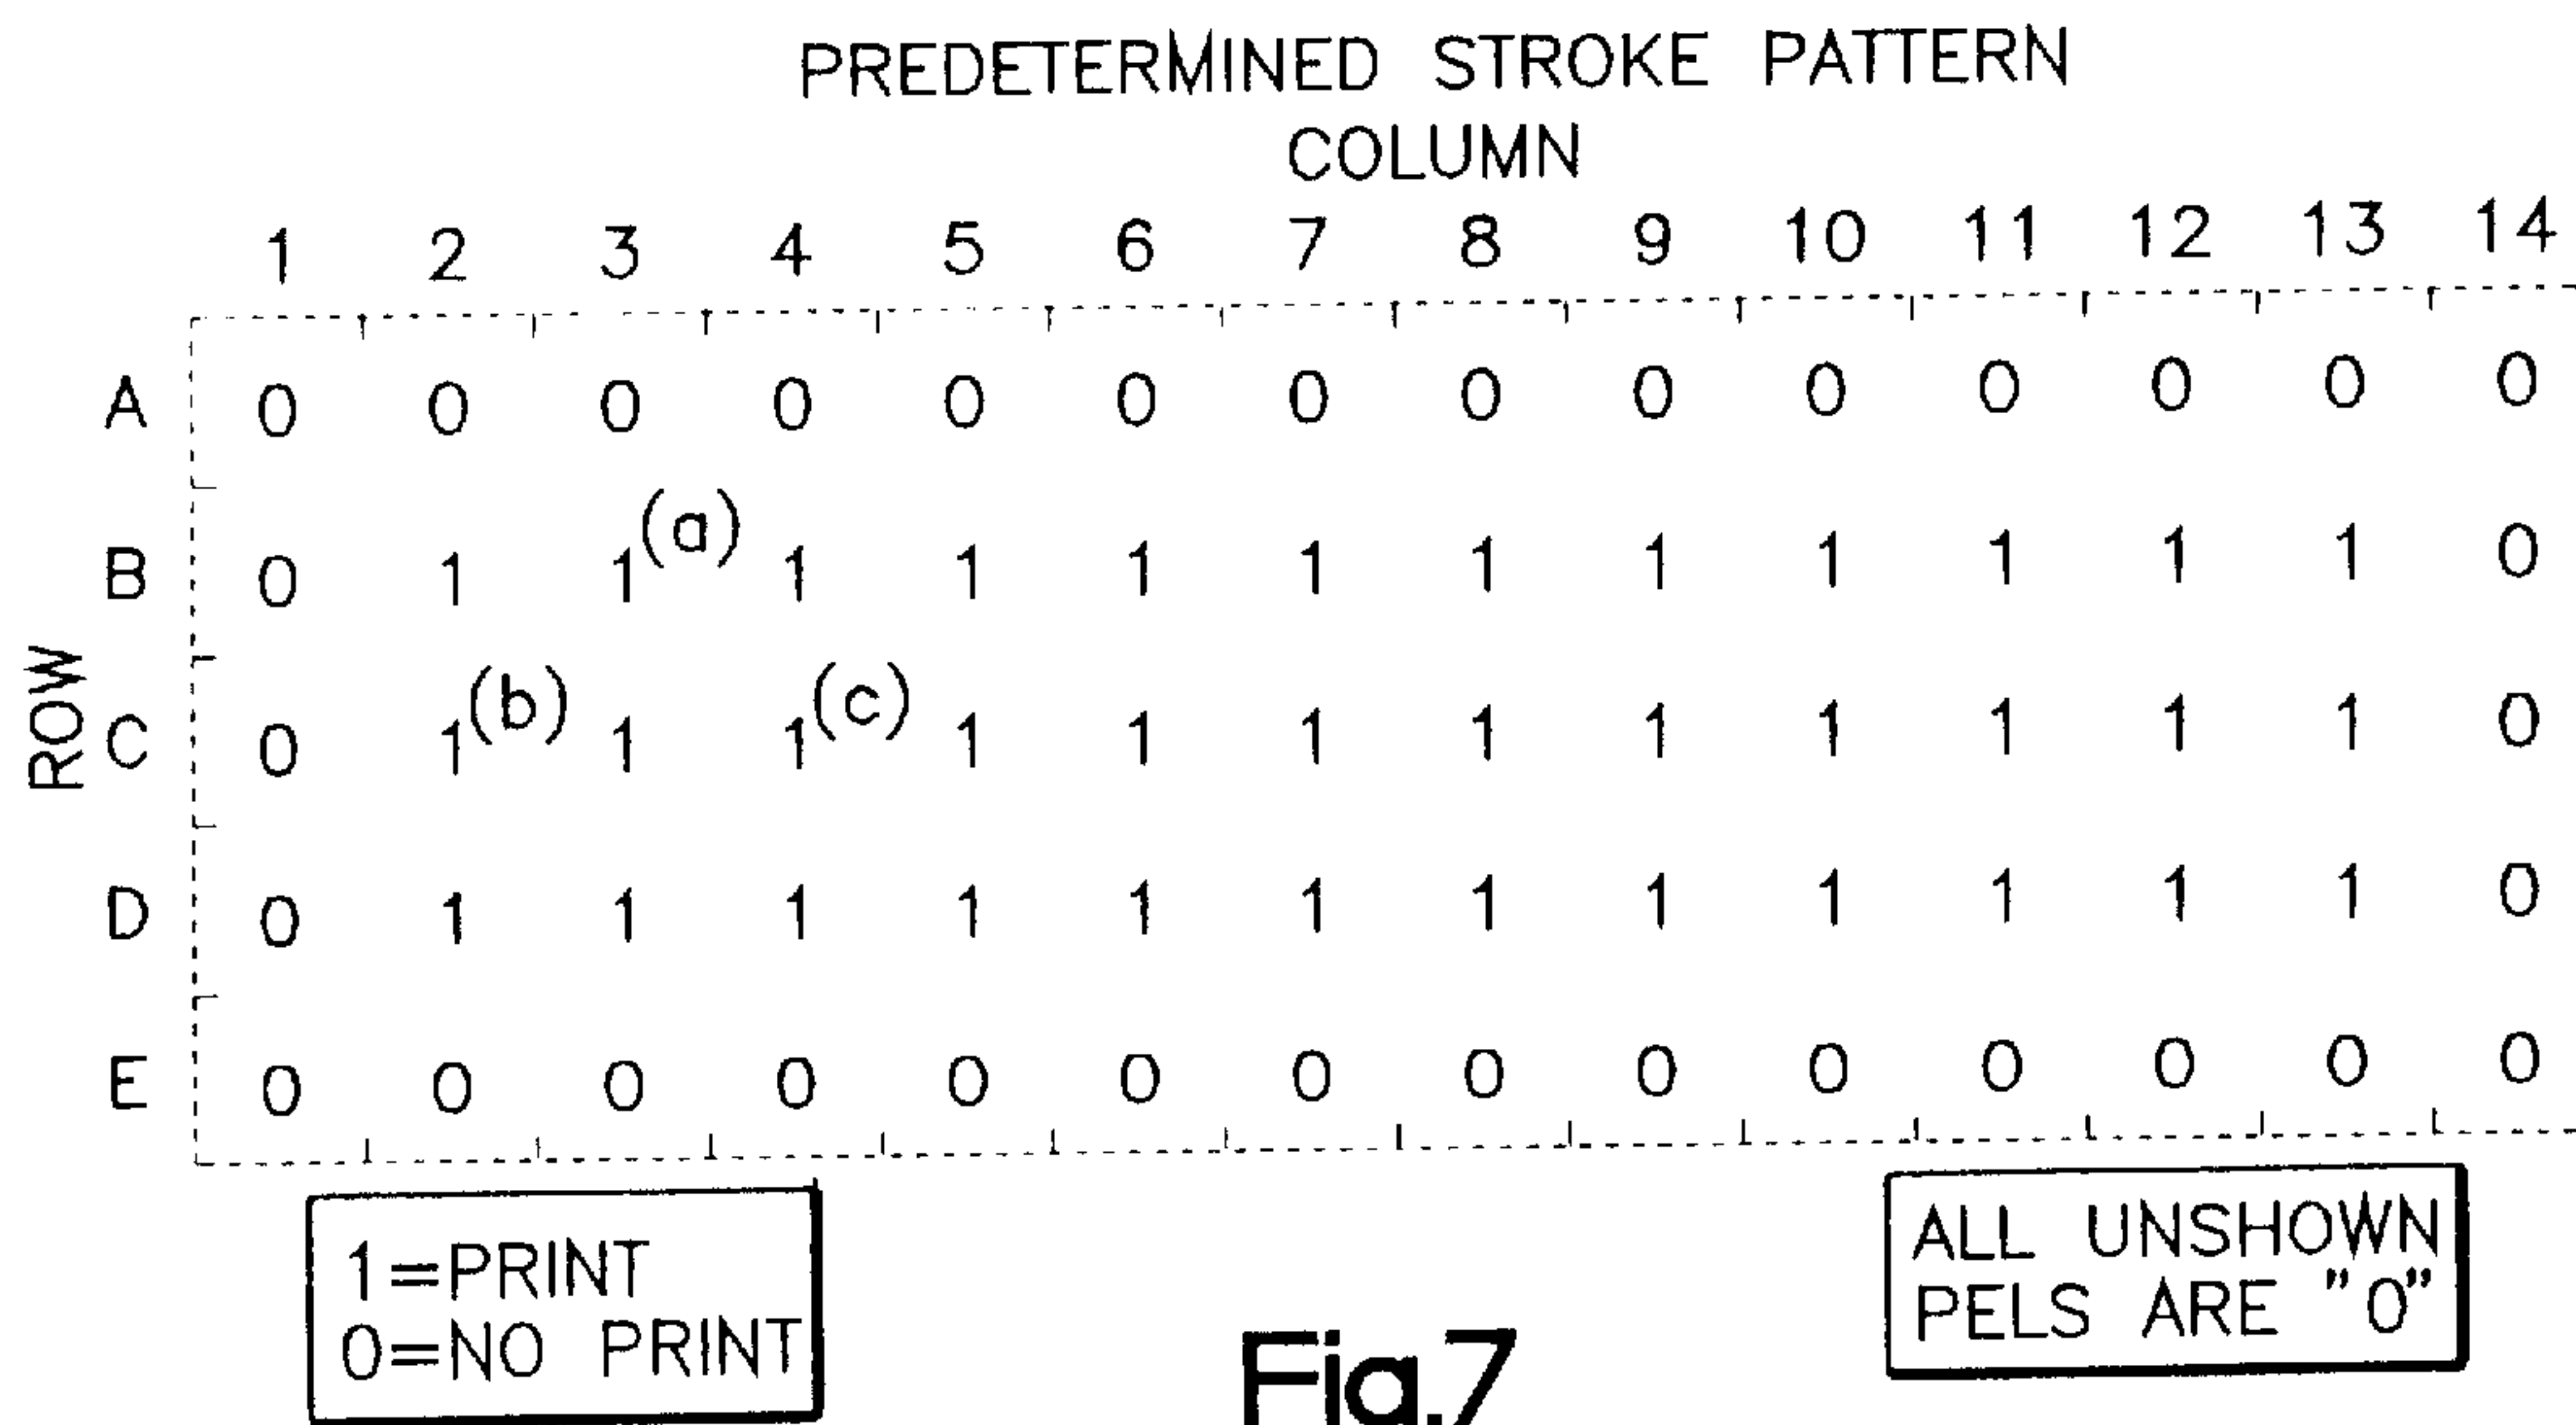 PREDETERMINED STROKE PATTERN
COLUMN
1 2 3 4 5 6 7 8 9 10 11 12 13 14
ROW
A 0 0 0 0 0 0 0 0 0 0 0 0 0 0
B 0 1 1(a) 1 1 1 1 1 1 1 1 1 1 0
C 0 1(b) 1 1(c) 1 1 1 1 1 1 1 1 1 0
D 0 1 1 1 1 1 1 1 1 1 1 1 1 0
E 0 0 0 0 0 0 0 0 0 0 0 0 0 0
1=PRINT
0=NO PRINT
ALL UNSHOWN
PELS ARE "0"
Fig.7